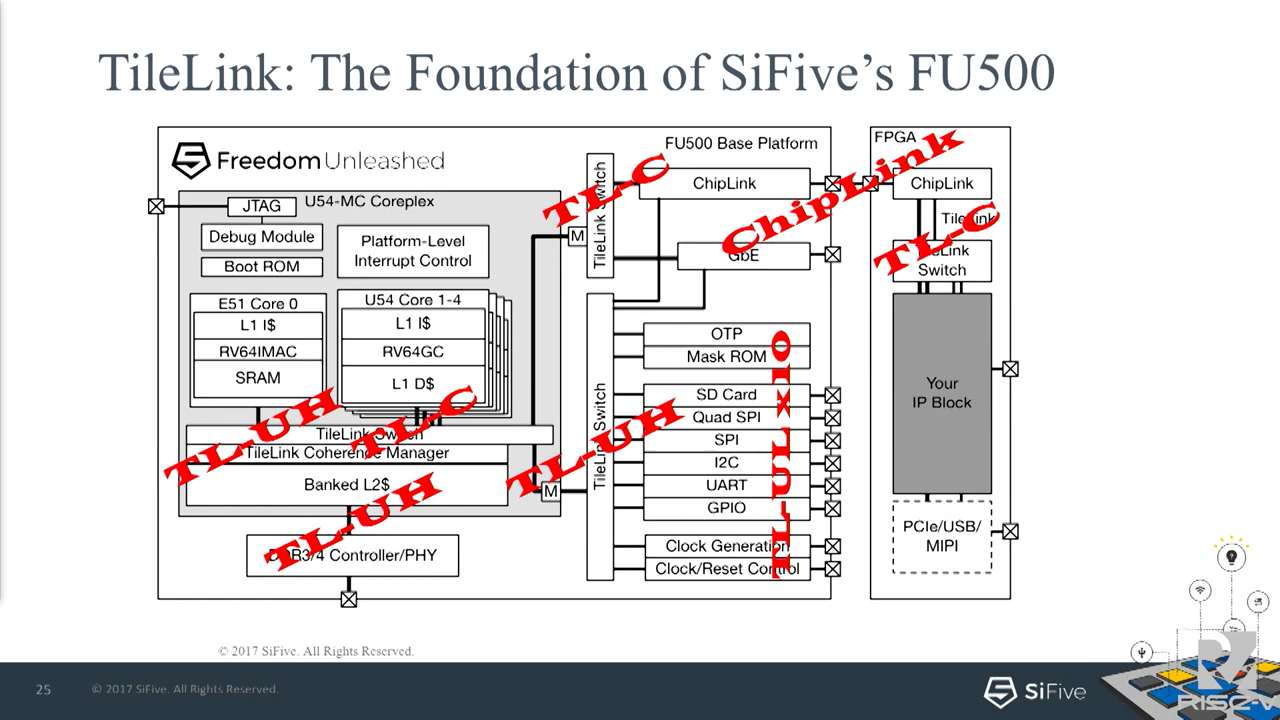 TileLink: The Foundation of SiFive's FU500
Freedom Unleashed
FU500 Base Platform
U54-MC Coreplex
JTAG
Debug Module
Boot ROM
Platform-Level
Interrupt Control
E51 Core 0
L1 I$
RV64IMAC
SRAM
U54 Core 1-4
L1 I$
RV64GC
L1 D$
TileLink Switch
TileLink Coherence Manager
Banked L2$
DDR3/4 Controller/PHY
TL-UH
TL-C
TL-UH
M
M
TL-UH
TL-C
TileLink Switch
TileLink Switch
ChipLink
GbE
OTP
Mask ROM
SD Card
Quad SPI
SPI
I2C
UART
GPIO
Clock Generation
Clock/Reset Control
TL-UL x10
ChipLink
FPGA
ChipLink
TileLink
TL-C
TileLink
Switch
Your
IP Block
PCIe/USB/
MIPI
© 2017 SiFive. All Rights Reserved.
25
© 2017 SiFive. All Rights Reserved.
SiFive
RISC-V